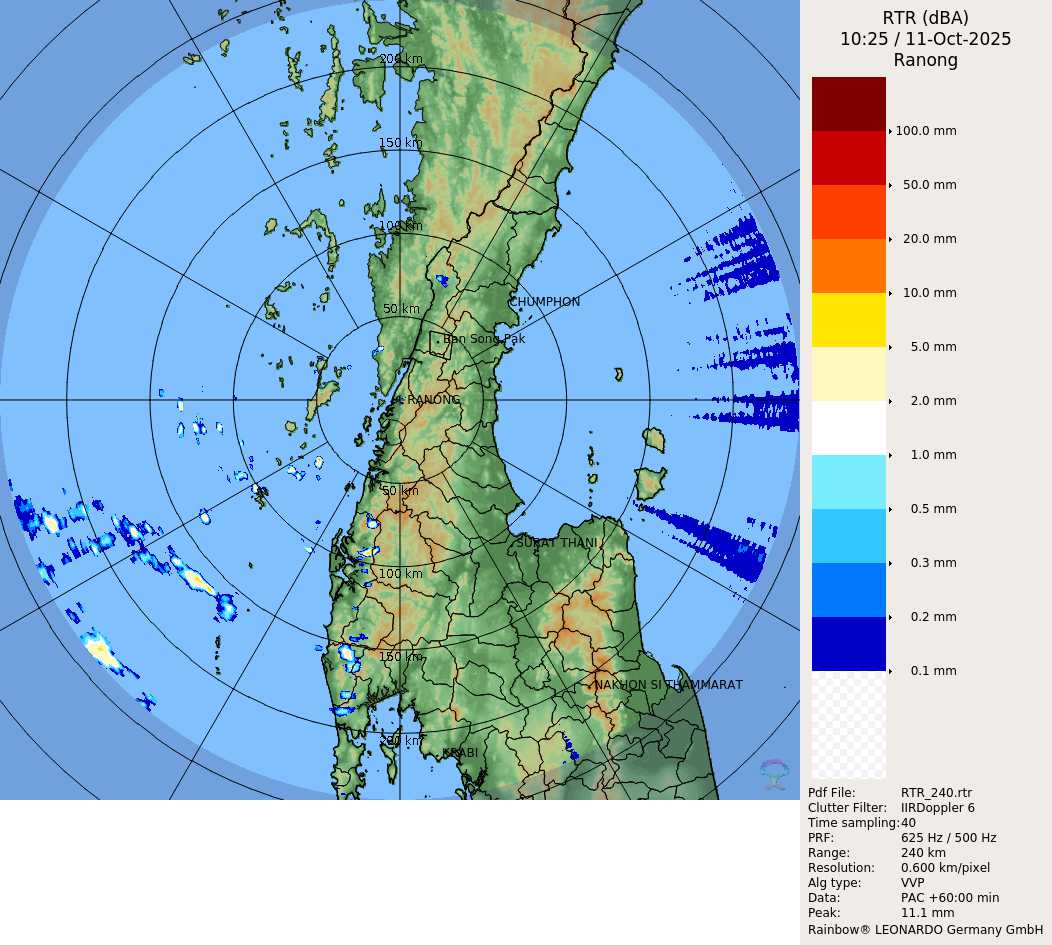 RTR (dBA)
10:25 / 11-Oct-2025
Ranong
200 km
150 km
100 km
50 km
CHUMPHON
Ban Song Pak
RANONG
50 km
SURAT THANI
100 km
150 km
NAKHON SI THAMMARAT
200 km
KRABI
100.0 mm
50.0 mm
20.0 mm
10.0 mm
5.0 mm
2.0 mm
1.0 mm
0.5 mm
0.3 mm
0.2 mm
0.1 mm
Pdf File: RTR_240.rtr
Clutter Filter: IIRDoppler 6
Time sampling:40
PRF: 625 Hz / 500 Hz
Range: 240 km
Resolution: 0.600 km/pixel
Alg type: VVP
Data: PAC +60:00 min
Peak: 11.1 mm
Rainbow® LEONARDO Germany GmbH